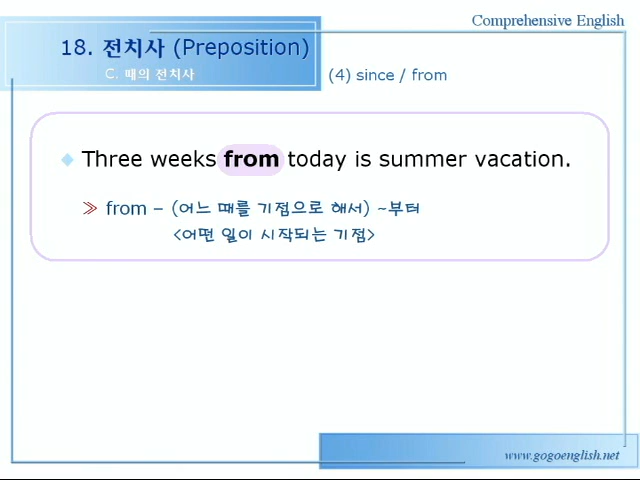 Comprehensive English
18. 전치사 (Preposition)
C. 때의 전치사
(4) since / from
Three weeks from today is summer vacation.
≫ from – (어느 때를 기점으로 해서) ~부터
<어떤 일이 시작되는 기점>
www.gogoenglish.net